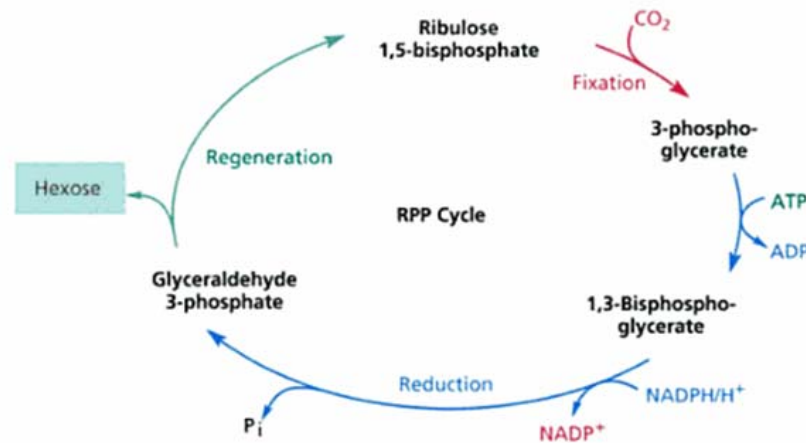 Ribulose
1,5-bisphosphate
CO2
Fixation
3-phospho-
glycerate
Regeneration
Hexose
RPP Cycle
ATP
ADP
Glyceraldehyde
3-phosphate
1,3-Bisphospho-
glycerate
Reduction
NADPH/H+
Pi
NADP+